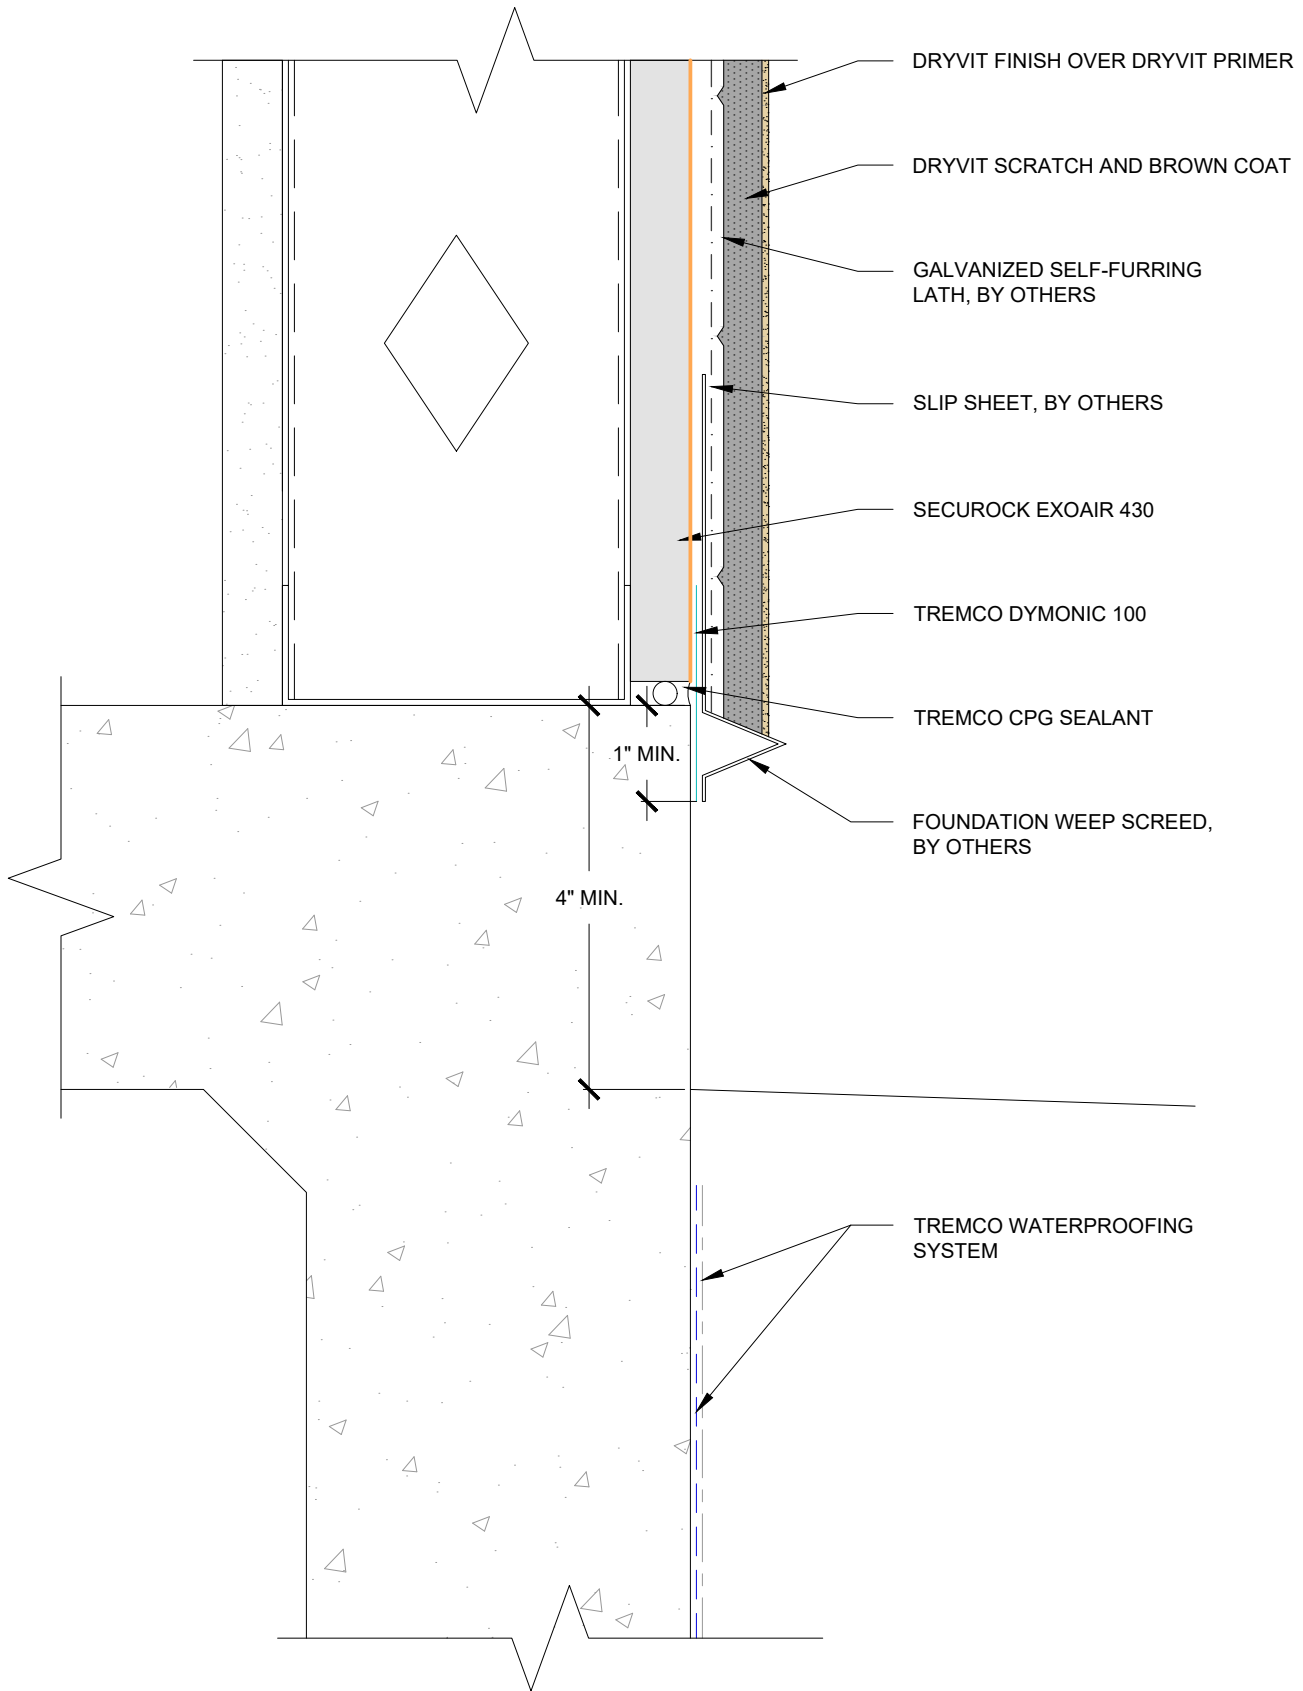 DRYVIT FINISH OVER DRYVIT PRIMER
DRYVIT SCRATCH AND BROWN COAT
GALVANIZED SELF-FURRING
LATH, BY OTHERS
SLIP SHEET, BY OTHERS
SECUROCK EXOAIR 430
TREMCO DYMONIC 100
TREMCO CPG SEALANT
1" MIN.
FOUNDATION WEEP SCREED,
BY OTHERS
4" MIN.
TREMCO WATERPROOFING
SYSTEM